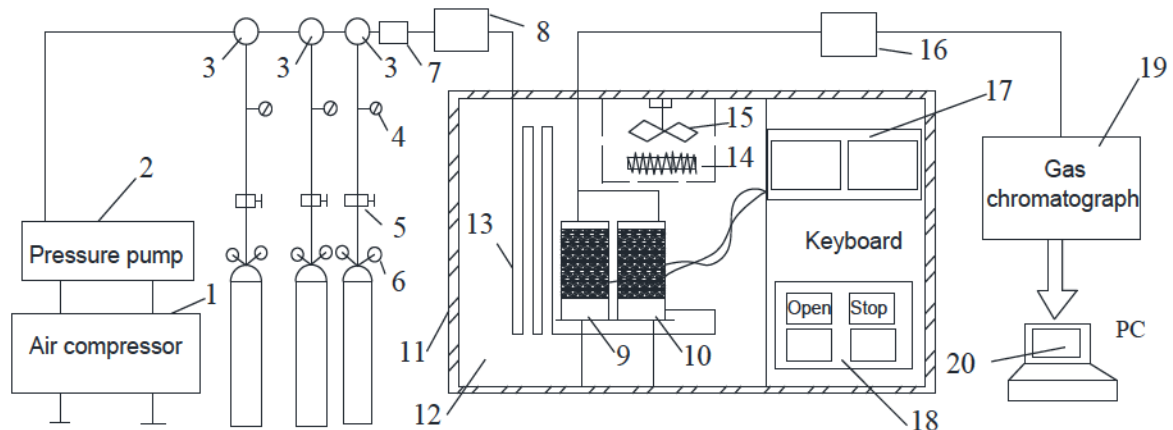 3
3
3
7
8
16
17
19
4
15
14
2
Pressure pump
5
13
6
Gas
chromatograph
Keyboard
1
Air compressor
Open
Stop
11
9
10
12
18
20
PC